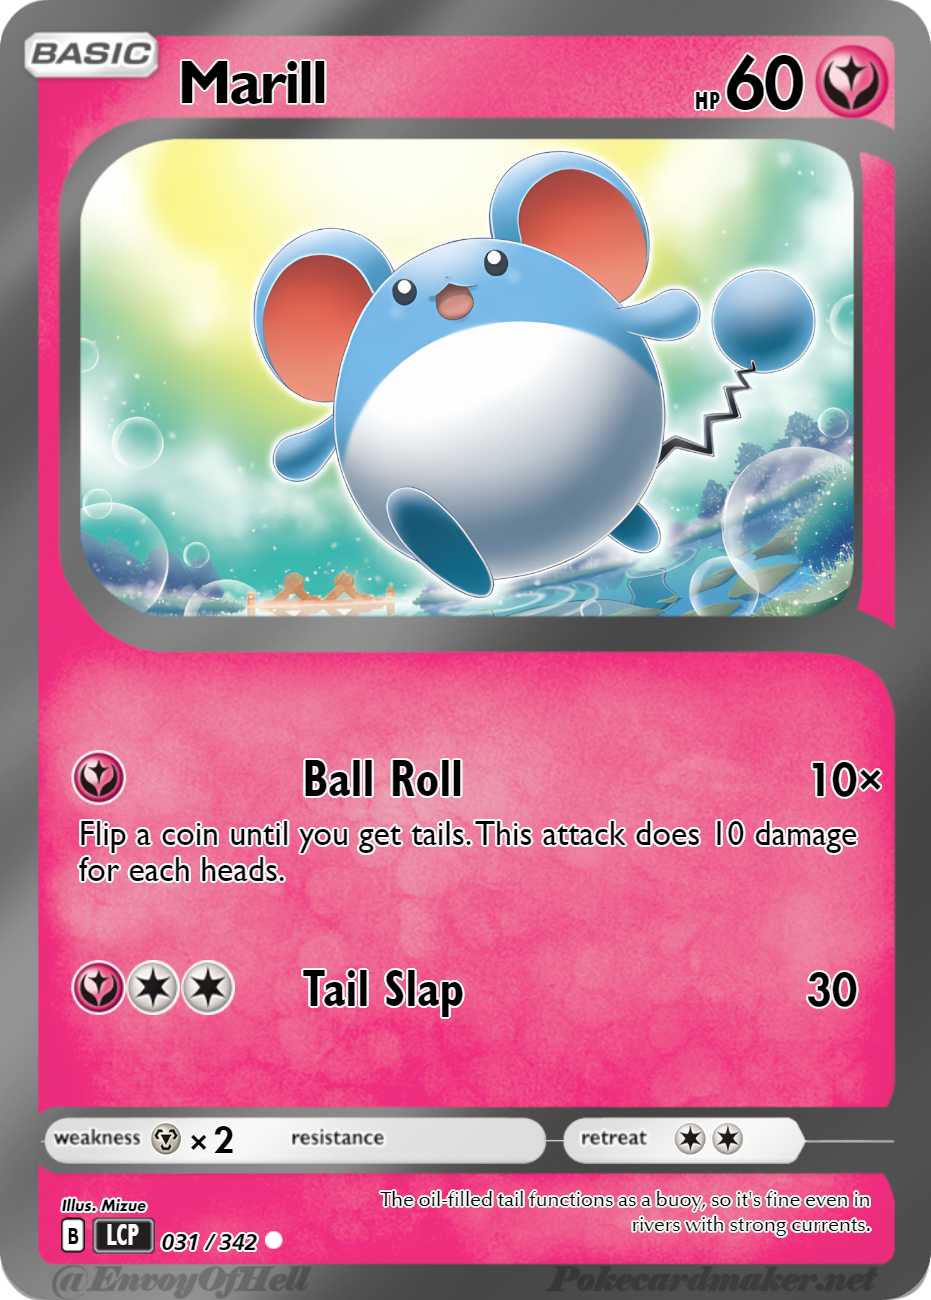 BASIC
Marill
HP 60
Ball Roll 10×
Flip a coin until you get tails. This attack does 10 damage
for each heads.
Tail Slap 30
weakness × 2 resistance retreat
Illus. Mizue
The oil-filled tail functions as a buoy, so it's fine even in
rivers with strong currents.
B LCP 031 / 342
@EnvoyOfHell Pokecardmaker.net